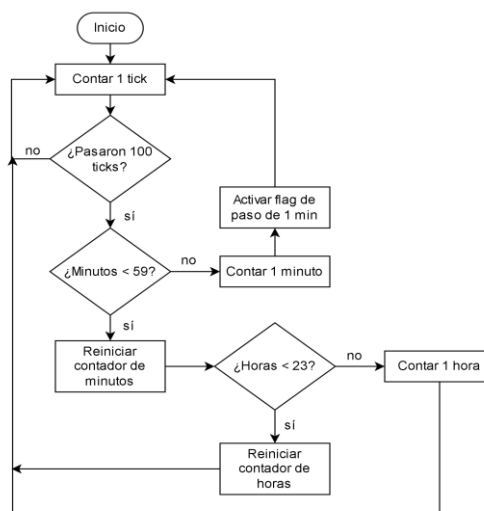 Inicio
Contar 1 tick
no
¿Pasaron 100
ticks?
sí
Activar flag de
paso de 1 min
¿Minutos < 59?
no
Contar 1 minuto
sí
Reiniciar
contador de
minutos
¿Horas < 23?
no
Contar 1 hora
sí
Reiniciar
contador de
horas